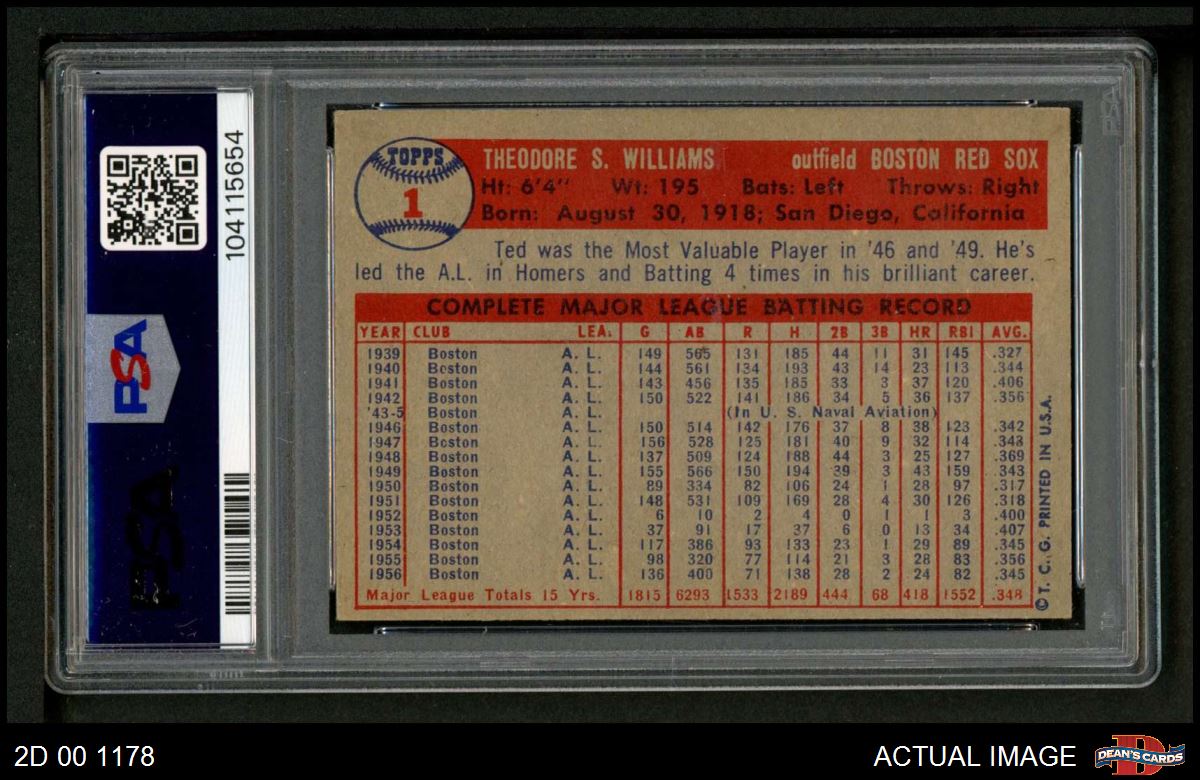 104115654
PSA
PSA
TOPPS
1
THEODORE S. WILLIAMS outfield BOSTON RED SOX
Ht: 6'4" Wt: 195 Bats: Left Throws: Right
Born: August 30, 1918; San Diego, California
Ted was the Most Valuable Player in '46 and '49. He's
led the A.L. in Homers and Batting 4 times in his brilliant career.
COMPLETE MAJOR LEAGUE BATTING RECORD
YEAR CLUB LEA. G AB R H 2B 3B HR RBI AVG.
1939 Boston A. L. 149 565 131 185 44 11 31 145 .327
1940 Boston A. L. 144 561 134 193 43 14 23 113 .344
1941 Boston A. L. 143 456 135 185 33 3 37 120 .406
1942 Boston A. L. 150 522 141 186 34 5 36 137 .356
'43-5 Boston A. L. (In U. S. Naval Aviation)
1946 Boston A. L. 150 514 142 176 37 8 38 123 .342
1947 Boston A. L. 156 528 125 181 40 9 32 114 .343
1948 Boston A. L. 137 509 124 188 44 3 25 127 .369
1949 Boston A. L. 155 566 150 194 39 3 43 159 .343
1950 Boston A. L. 89 334 82 106 24 1 28 97 .317
1951 Boston A. L. 148 531 109 169 28 4 30 126 .318
1952 Boston A. L. 6 10 2 4 0 1 1 3 .400
1953 Boston A. L. 37 91 17 37 6 0 13 34 .407
1954 Boston A. L. 117 386 93 133 23 1 29 89 .345
1955 Boston A. L. 98 320 77 114 21 3 28 83 .356
1956 Boston A. L. 136 400 71 138 28 2 24 82 .345
Major League Totals 15 Yrs. 1815 6293 1533 2189 444 68 418 1552 .348
© T. C. G. PRINTED IN U.S.A.
2D 00 1178
ACTUAL IMAGE
DEAN'S CARDS